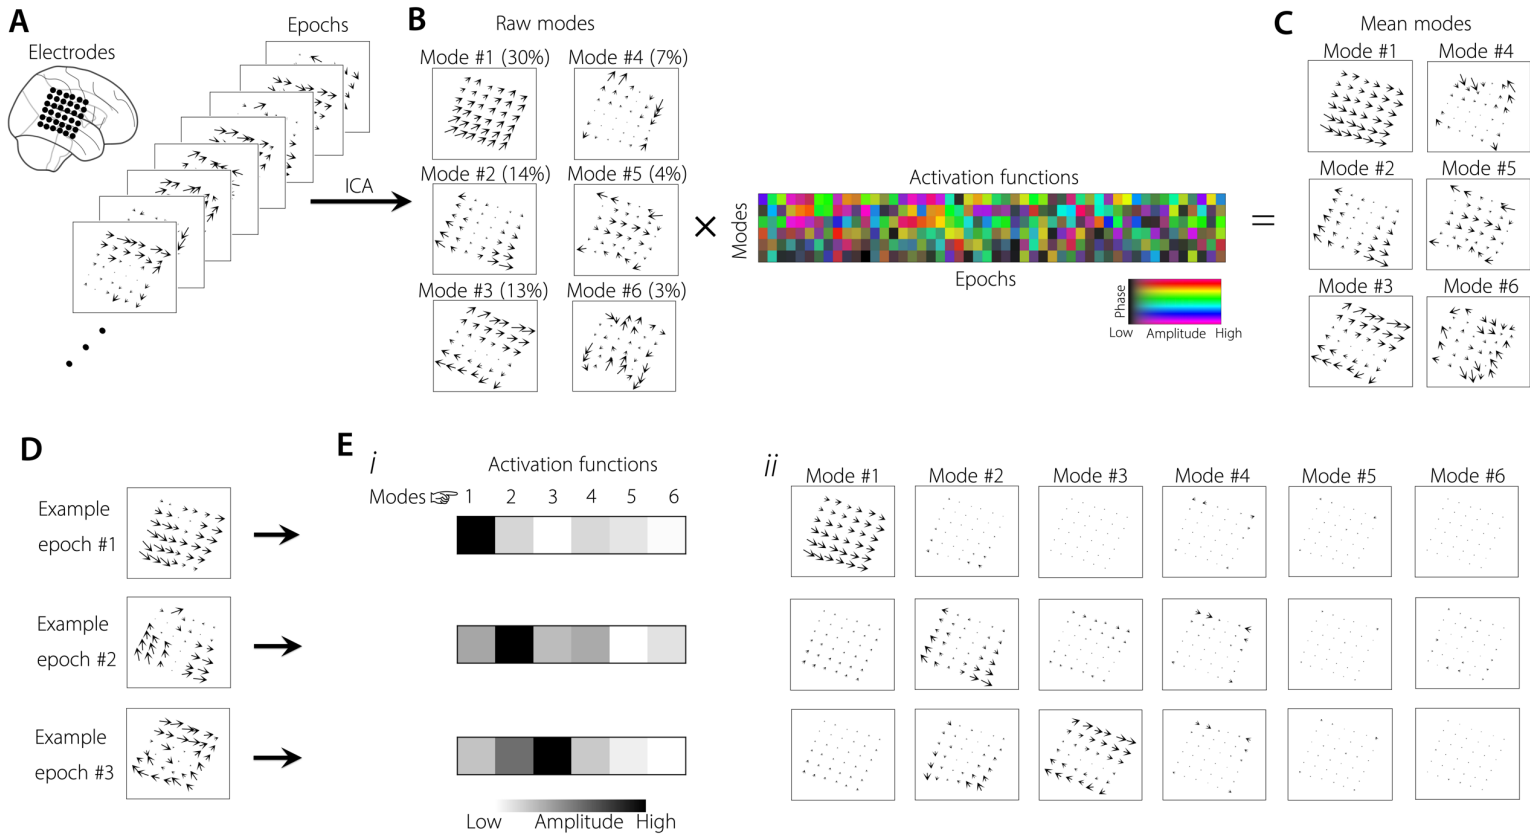 A
Electrodes
Epochs
ICA
B
Raw modes
Mode #1 (30%)
Mode #4 (7%)
Mode #2 (14%)
Mode #5 (4%)
Mode #3 (13%)
Mode #6 (3%)
×
Activation functions
Modes
Epochs
Phase
Low Amplitude High
=
C
Mean modes
Mode #1
Mode #4
Mode #2
Mode #5
Mode #3
Mode #6
D
Example
epoch #1
Example
epoch #2
Example
epoch #3
E
i
Activation functions
Modes ☞ 1 2 3 4 5 6
Low Amplitude High
ii
Mode #1 Mode #2 Mode #3 Mode #4 Mode #5 Mode #6